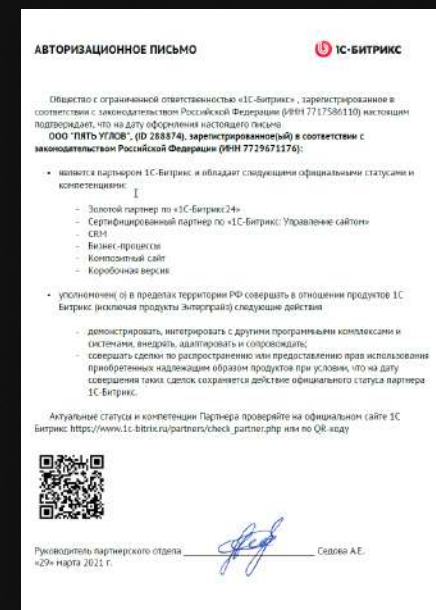 АВТОРИЗАЦИОННОЕ ПИСЬМО
1С-БИТРИКС
Общество с ограниченной ответственностью «1С-Битрикс» , зарегистрированное в
соответствии с законодательством Российской Федерации (ИНН 7717586110) настоящим
подтверждает, что на дату оформления настоящего письма
ООО "ПЯТЬ УГЛОВ", (ID 288874), зарегистрированное(ый) в соответствии с
законодательством Российской Федерации (ИНН 7729671176):
• является партнером 1С-Битрикс и обладает следующими официальными статусами и
компетенциями:
- Золотой партнер по «1С-Битрикс24»
- Сертифицированный партнер по «1С-Битрикс: Управление сайтом»
- CRM
- Бизнес-процессы
- Композитный сайт
- Коробочная версия
• уполномочен( о) в пределах территории РФ совершать в отношении продуктов 1С
Битрикс (исключая продукты Энтерпрайз) следующие действия
- демонстрировать, интегрировать с другими программными комплексами и
системами, внедрять, адаптировать и сопровождать;
- совершать сделки по распространению или предоставлению прав использования
приобретенных надлежащим образом продуктов при условии, что на дату
совершения таких сделок сохраняется действие официального статуса партнера
1С-Битрикс.
Актуальные статусы и компетенции Партнера проверяйте на официальном сайте 1С
Битрикс https://www.1c-bitrix.ru/partners/check_partner.php или по QR-коду
Руководитель партнерского отдела
Седова А.Е.
«29» марта 2021 г.